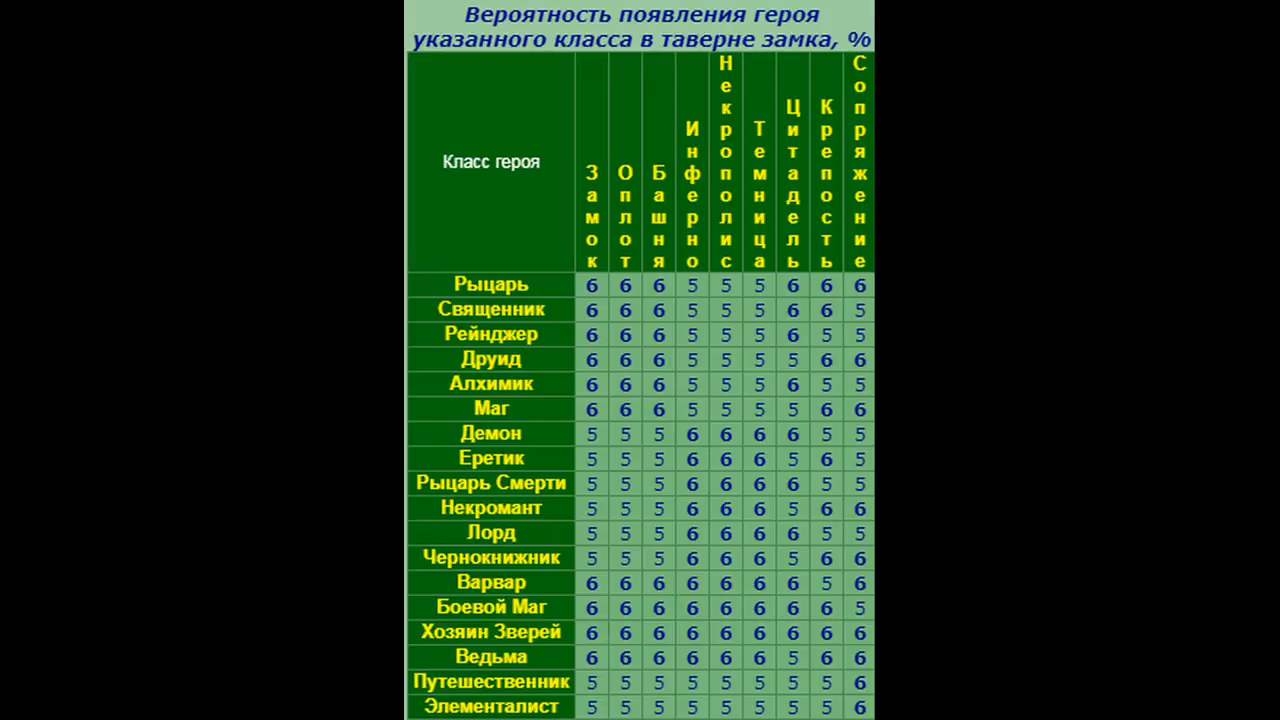 Вероятность появления героя
указанного класса в таверне замка, %
Класс героя Замок Оплот Башня Инферно Некрополис Темница Цитадель Крепость Сопряжение
Рыцарь 6 6 6 5 5 5 6 6 6
Священник 6 6 6 5 5 5 6 6 5
Рейнджер 6 6 6 5 5 5 6 5 5
Друид 6 6 6 5 5 5 5 6 6
Алхимик 6 6 6 5 5 5 6 5 5
Маг 6 6 6 5 5 5 5 6 6
Демон 5 5 5 6 6 6 6 5 5
Еретик 5 5 5 6 6 6 5 6 5
Рыцарь Смерти 5 5 5 6 6 6 6 5 5
Некромант 5 5 5 6 6 6 5 6 6
Лорд 5 5 5 6 6 6 6 5 5
Чернокнижник 5 5 5 6 6 6 5 6 6
Варвар 6 6 6 6 6 6 6 5 6
Боевой Маг 6 6 6 6 6 6 6 6 5
Хозяин Зверей 6 6 6 6 6 6 6 6 6
Ведьма 6 6 6 6 6 6 5 6 6
Путешественник 5 5 5 5 5 5 5 5 6
Элементалист 5 5 5 5 5 5 5 5 6